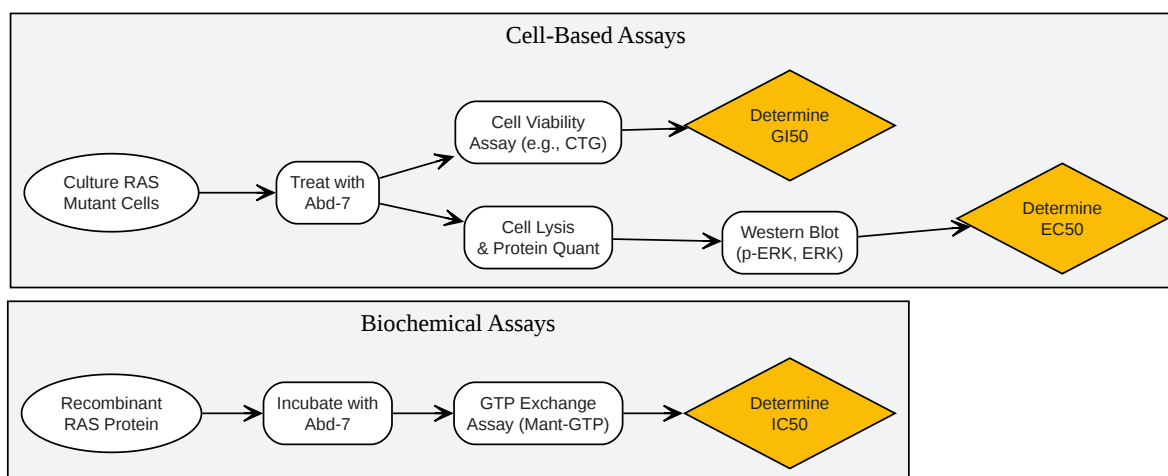 Cell-Based Assays
Culture RAS
Mutant Cells
Treat with
Abd-7
Cell Viability
Assay (e.g., CTG)
Determine
GI50
Cell Lysis
& Protein Quant
Western Blot
(p-ERK, ERK)
Determine
EC50
Biochemical Assays
Recombinant
RAS Protein
Incubate with
Abd-7
GTP Exchange
Assay (Mant-GTP)
Determine
IC50